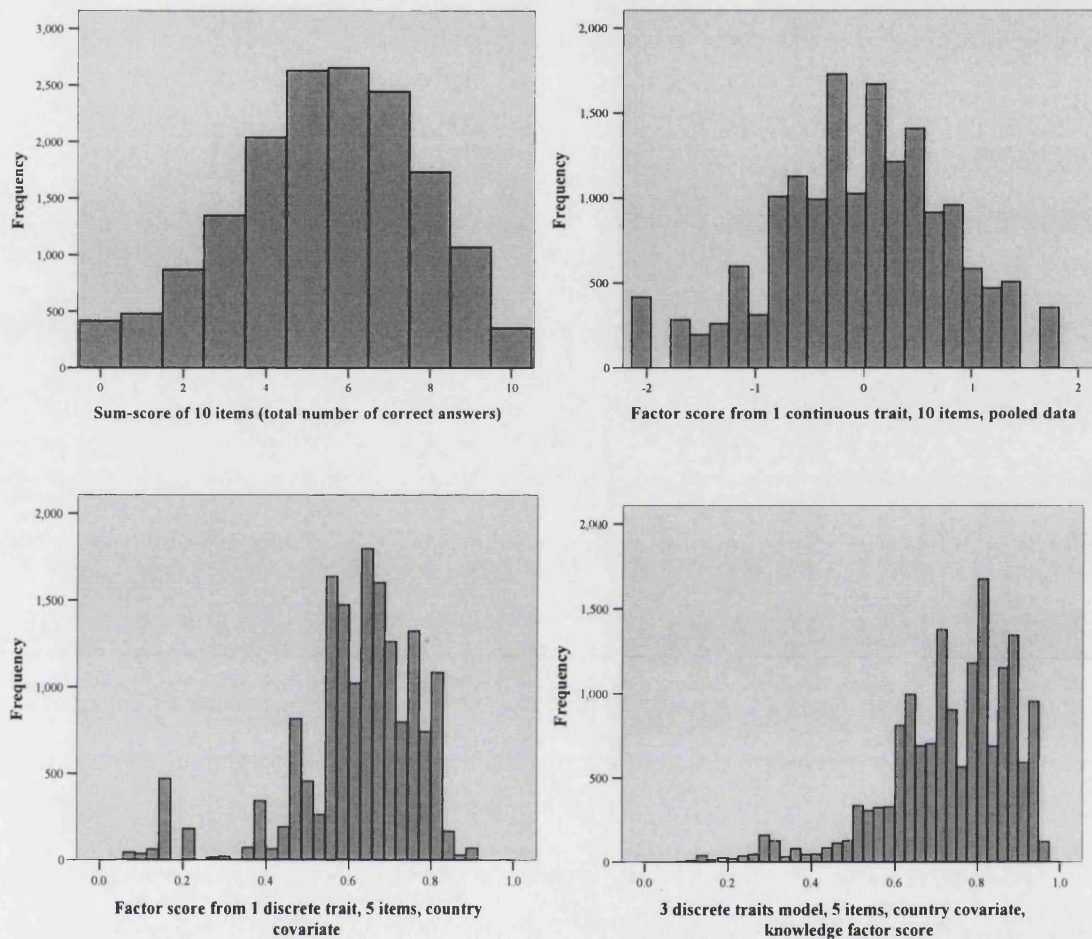 3,000
2,500
2,000
1,500
1,000
500
0
Frequency
0 2 4 6 8 10
Sum-score of 10 items (total number of correct answers)
2,000
1,500
1,000
500
0
Frequency
-2 -1 0 1 2
Factor score from 1 continuous trait, 10 items, pooled data
2,000
1,500
1,000
500
0
Frequency
0.0 0.2 0.4 0.6 0.8 1.0
Factor score from 1 discrete trait, 5 items, country
covariate
2,000
1,500
1,000
500
0
Frequency
0.0 0.2 0.4 0.6 0.8 1.0
3 discrete traits model, 5 items, country covariate,
knowledge factor score